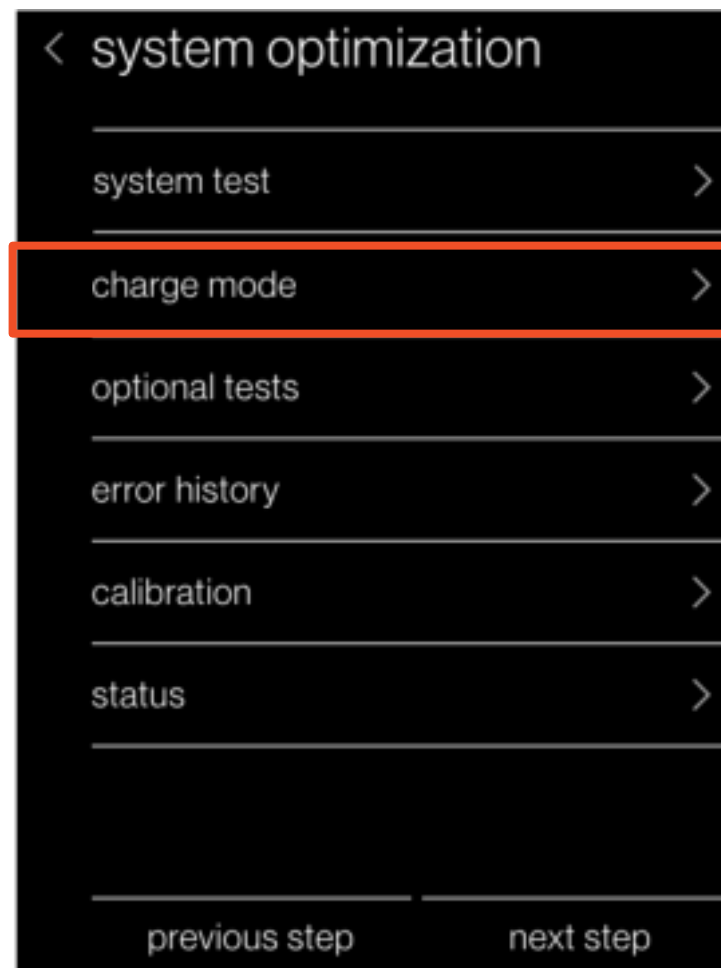 system optimization
system test
charge mode
optional tests
error history
calibration
status
previous step next step